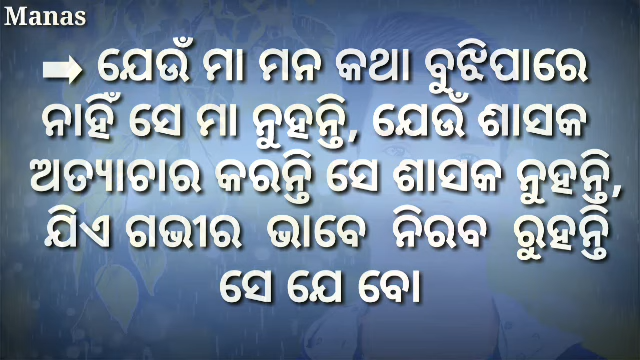 Manas
➡ ଯେଉଁ ମା ମନ କଥା ବୁଝିପାରେ
ନାହିଁ ସେ ମା ନୁହନ୍ତି, ଯେଉଁ ଶାସକ
ଅତ୍ୟାଚାର କରନ୍ତି ସେ ଶାସକ ନୁହନ୍ତି,
ଯିଏ ଗଭୀର ଭାବେ ନିରବ ରୁହନ୍ତି
ସେ ଯେ ବୋ